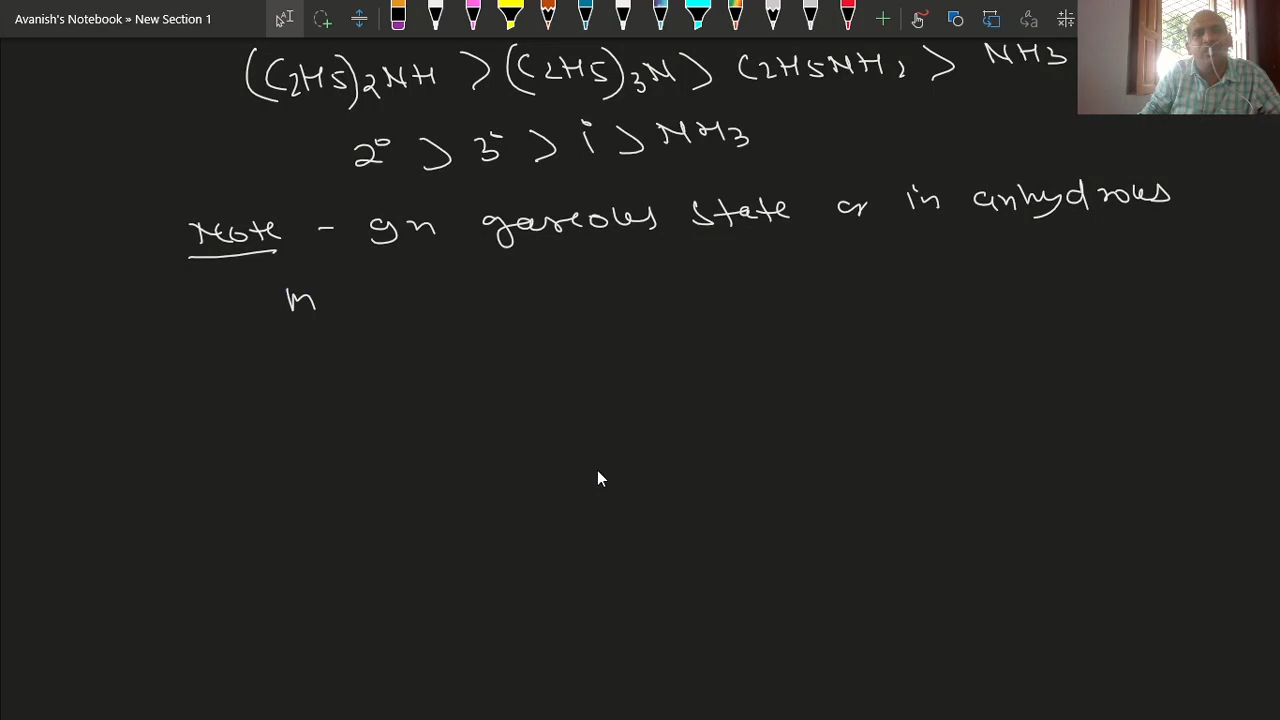 Avanish's Notebook » New Section 1
(C2H5)2NH > (C2H5)3N > C2H5NH2 > NH3
2° > 3° > 1° > NH3
Note - In gaseous state or in anhydrous
m